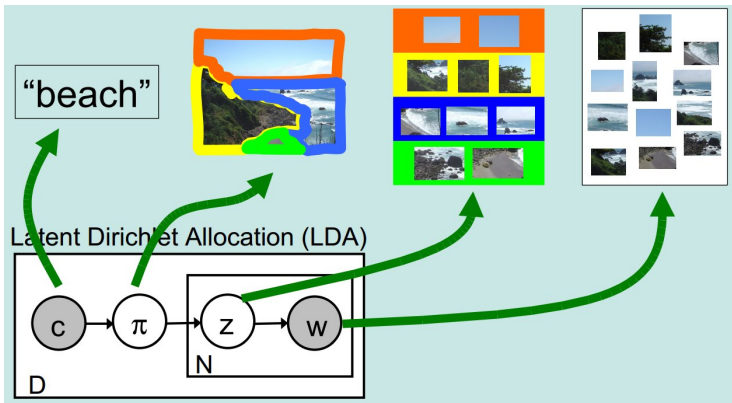 “beach”
Latent Dirichlet Allocation (LDA)
c
π
z
w
N
D